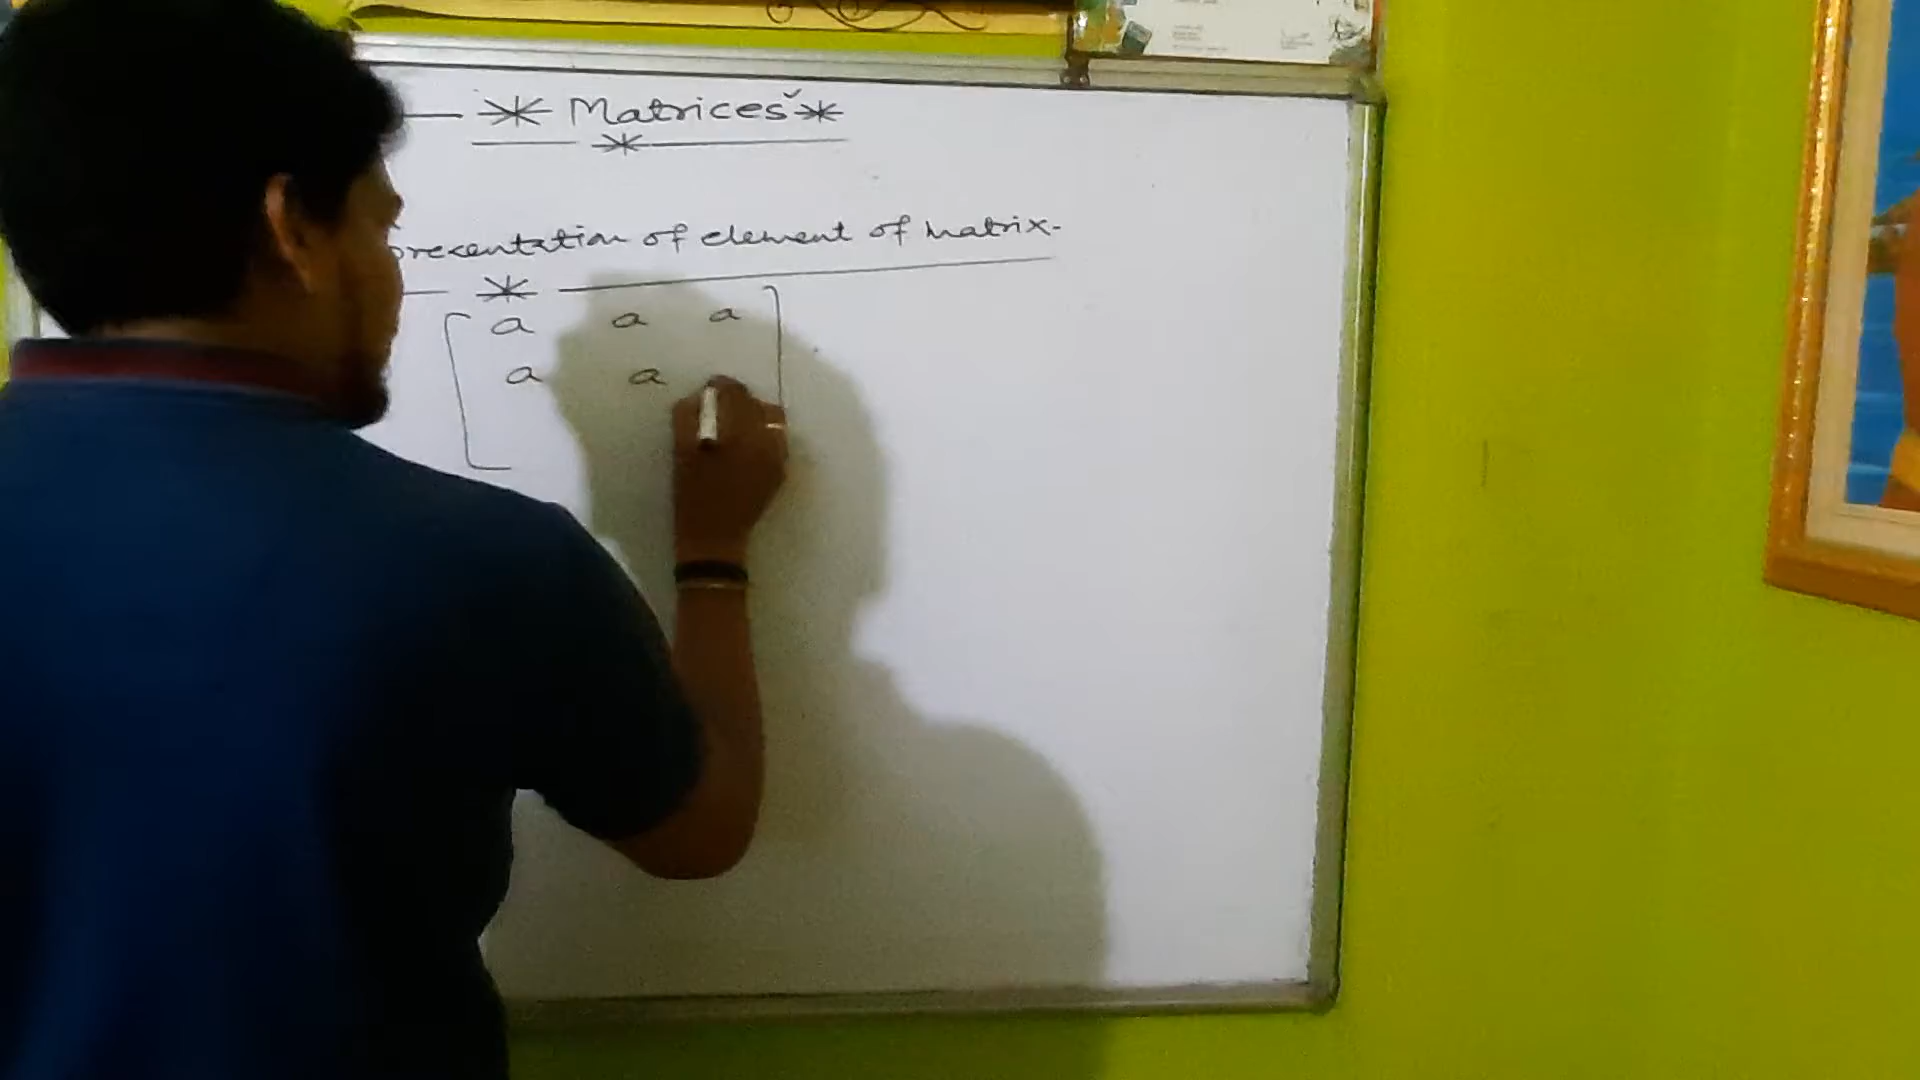 * Matrices *
presentation of element of Matrix-
a a a
a a